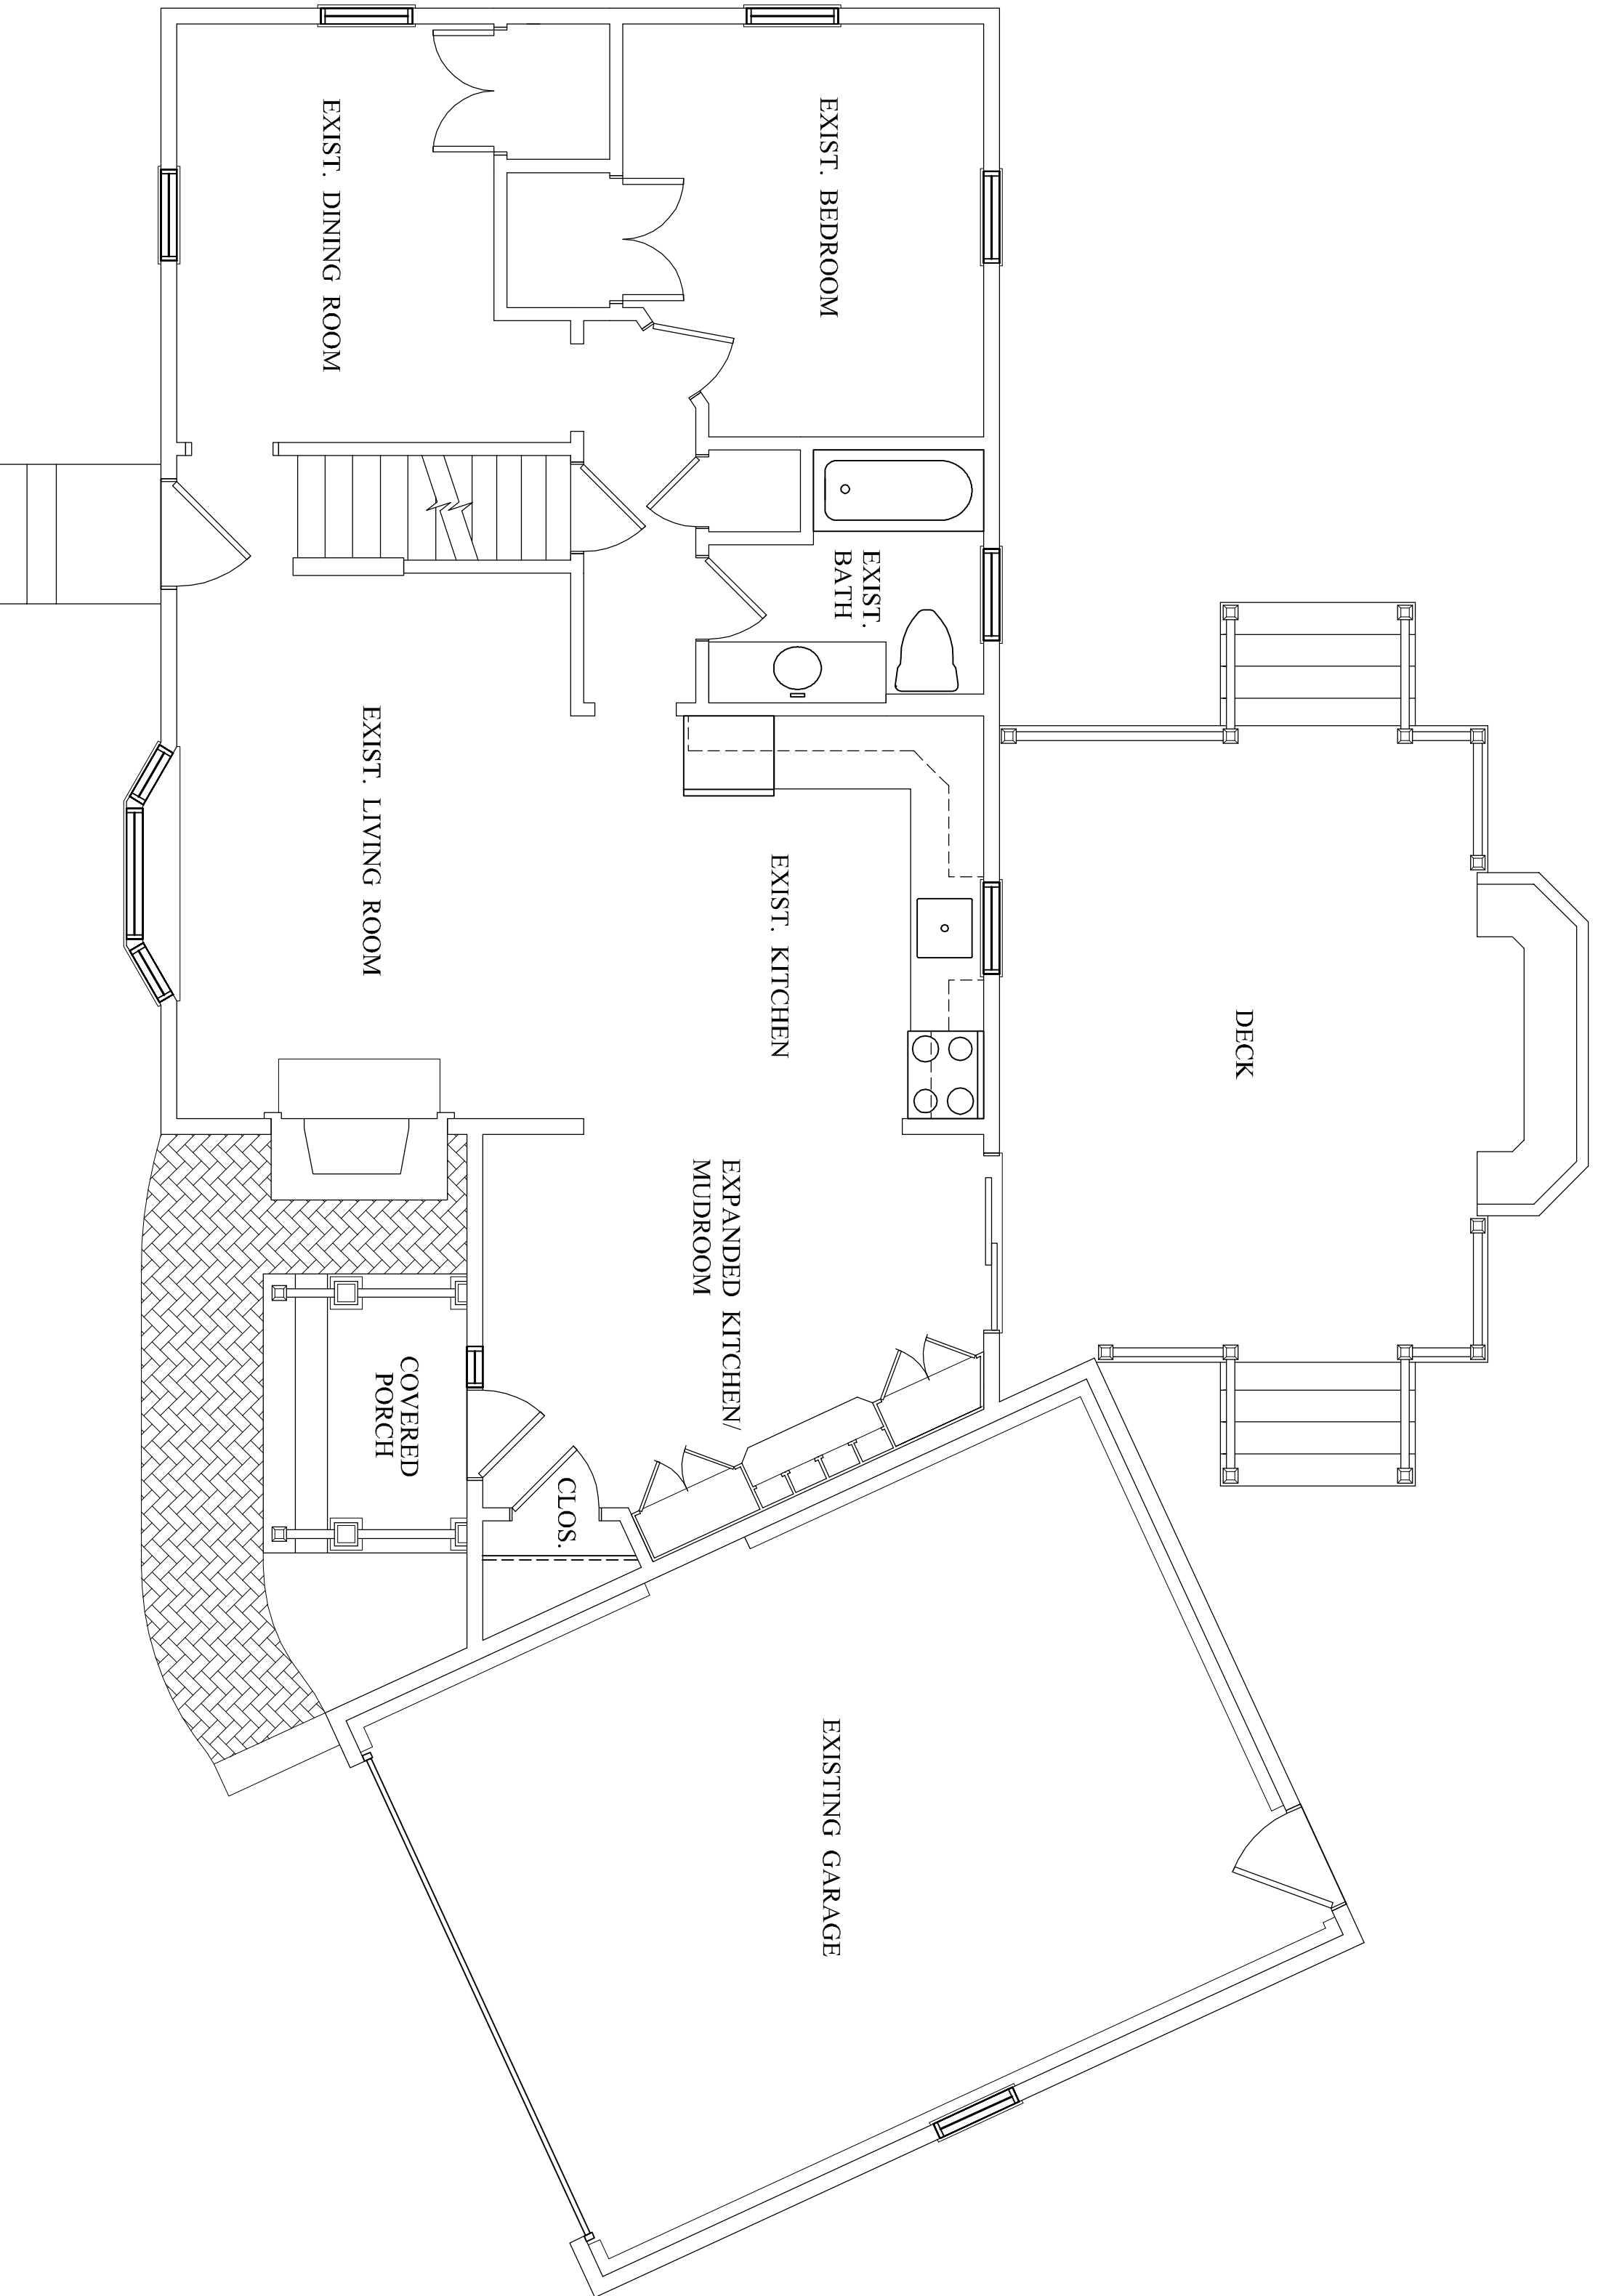 DECK
EXIST. BEDROOM
EXIST.
BATH
EXIST. KITCHEN
EXPANDED KITCHEN/
MUDROOM
EXISTING GARAGE
EXIST. DINING ROOM
EXIST. LIVING ROOM
CLOS.
COVERED
PORCH